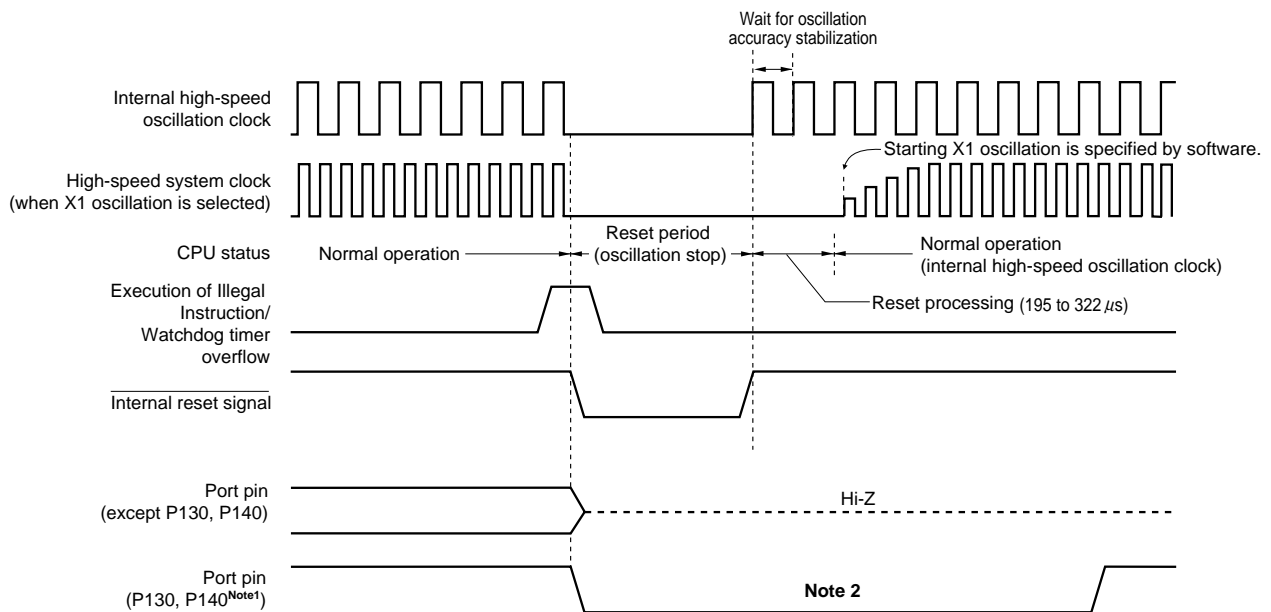 Wait for oscillation
accuracy stabilization
Internal high-speed
oscillation clock
Starting X1 oscillation is specified by software.
High-speed system clock
(when X1 oscillation is selected)
CPU status
Normal operation
Reset period
(oscillation stop)
Normal operation
(internal high-speed oscillation clock)
Reset processing (195 to 322 μs)
Execution of Illegal
Instruction/
Watchdog timer
overflow
Internal reset signal
Port pin
(except P130, P140)
Hi-Z
Port pin
(P130, P140Note1)
Note 2